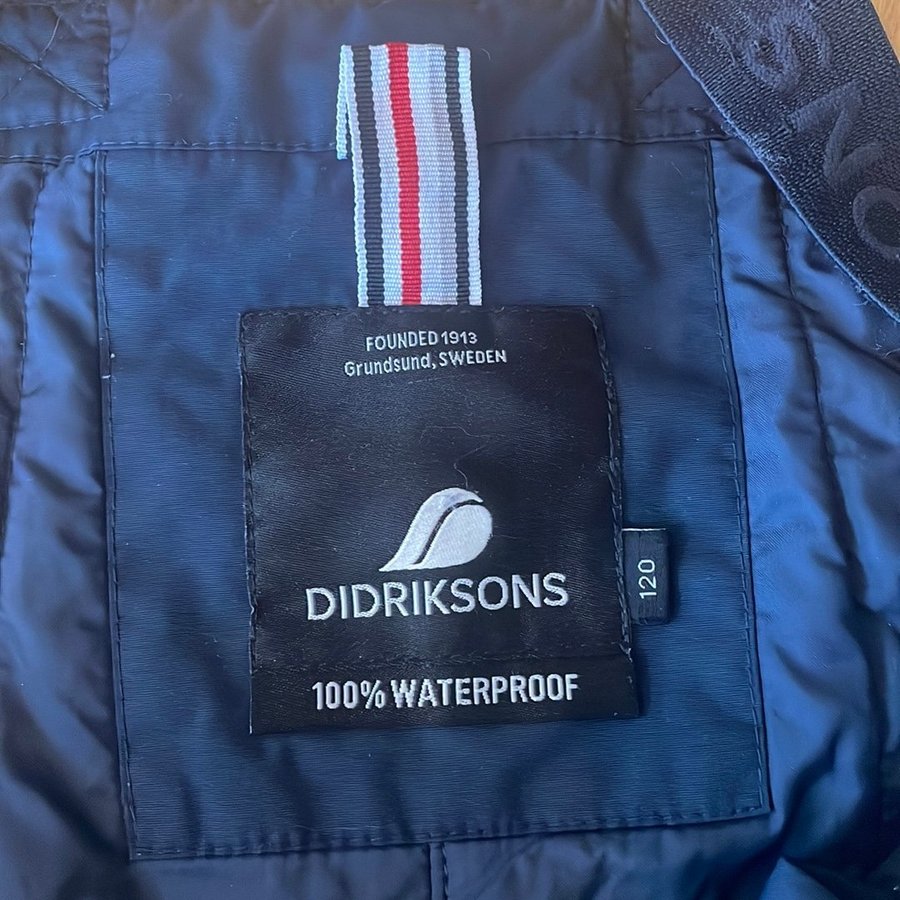 FOUNDED 1913
Grundsund, SWEDEN
DIDRIKSONS
120
100% WATERPROOF